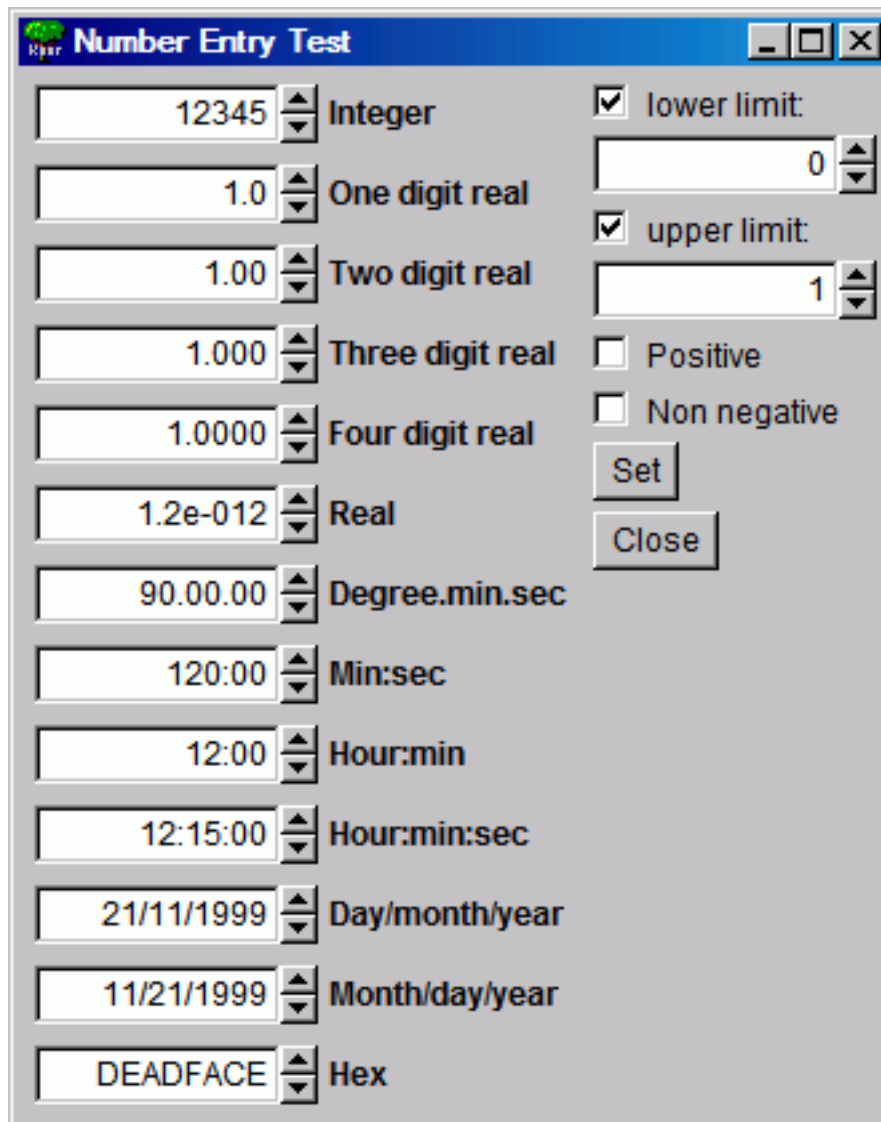 Number Entry Test
12345 Integer
1.0 One digit real
1.00 Two digit real
1.000 Three digit real
1.0000 Four digit real
1.2e-012 Real
90.00.00 Degree.min.sec
120:00 Min:sec
12:00 Hour:min
12:15:00 Hour:min:sec
21/11/1999 Day/month/year
11/21/1999 Month/day/year
DEADFACE Hex
lower limit:
0
upper limit:
1
Positive
Non negative
Set
Close